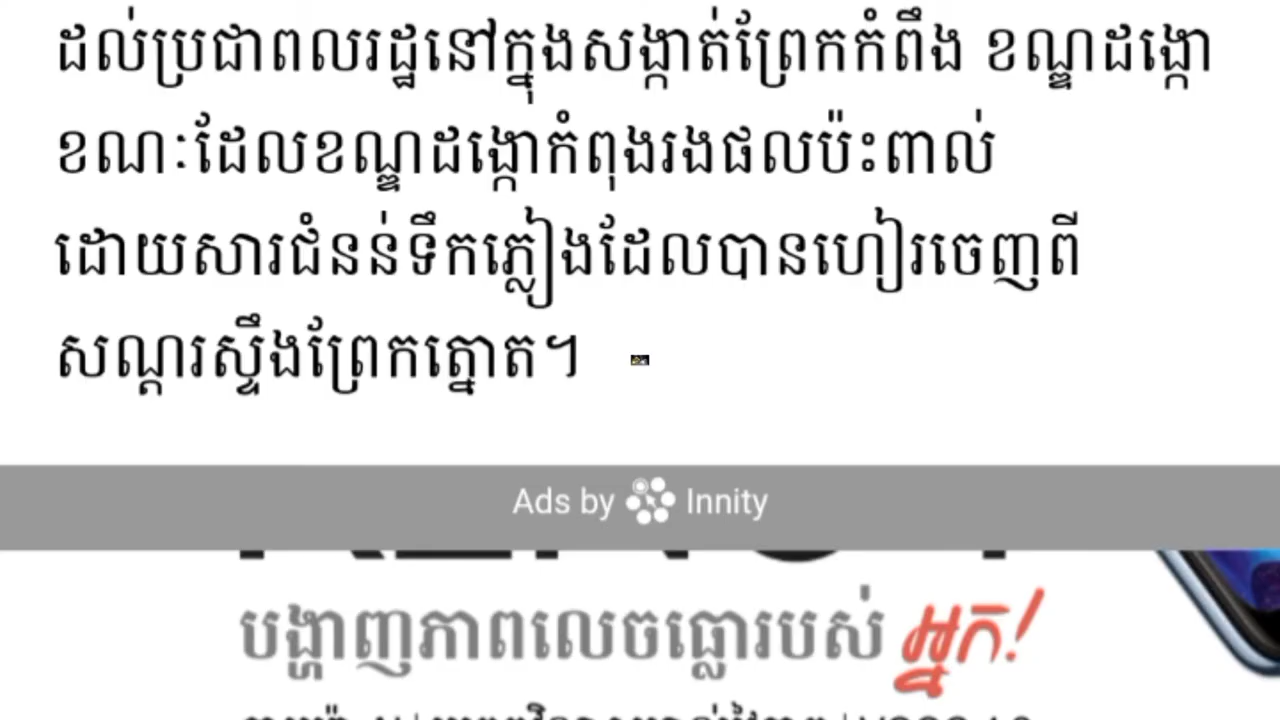 ដល់ប្រជាពលរដ្ឋនៅក្នុងសង្កាត់ព្រែកកំពឹង ខណ្ឌដង្កោ
ខណៈដែលខណ្ឌដង្កោកំពុងរងផលប៉ះពាល់
ដោយសារជំនន់ទឹកភ្លៀងដែលបានហៀរចេញពី
សណ្តរស្ទឹងព្រែកត្នោត។
Ads by Innity
បង្ហាញភាពលេចធ្លោរបស់ អ្នក!